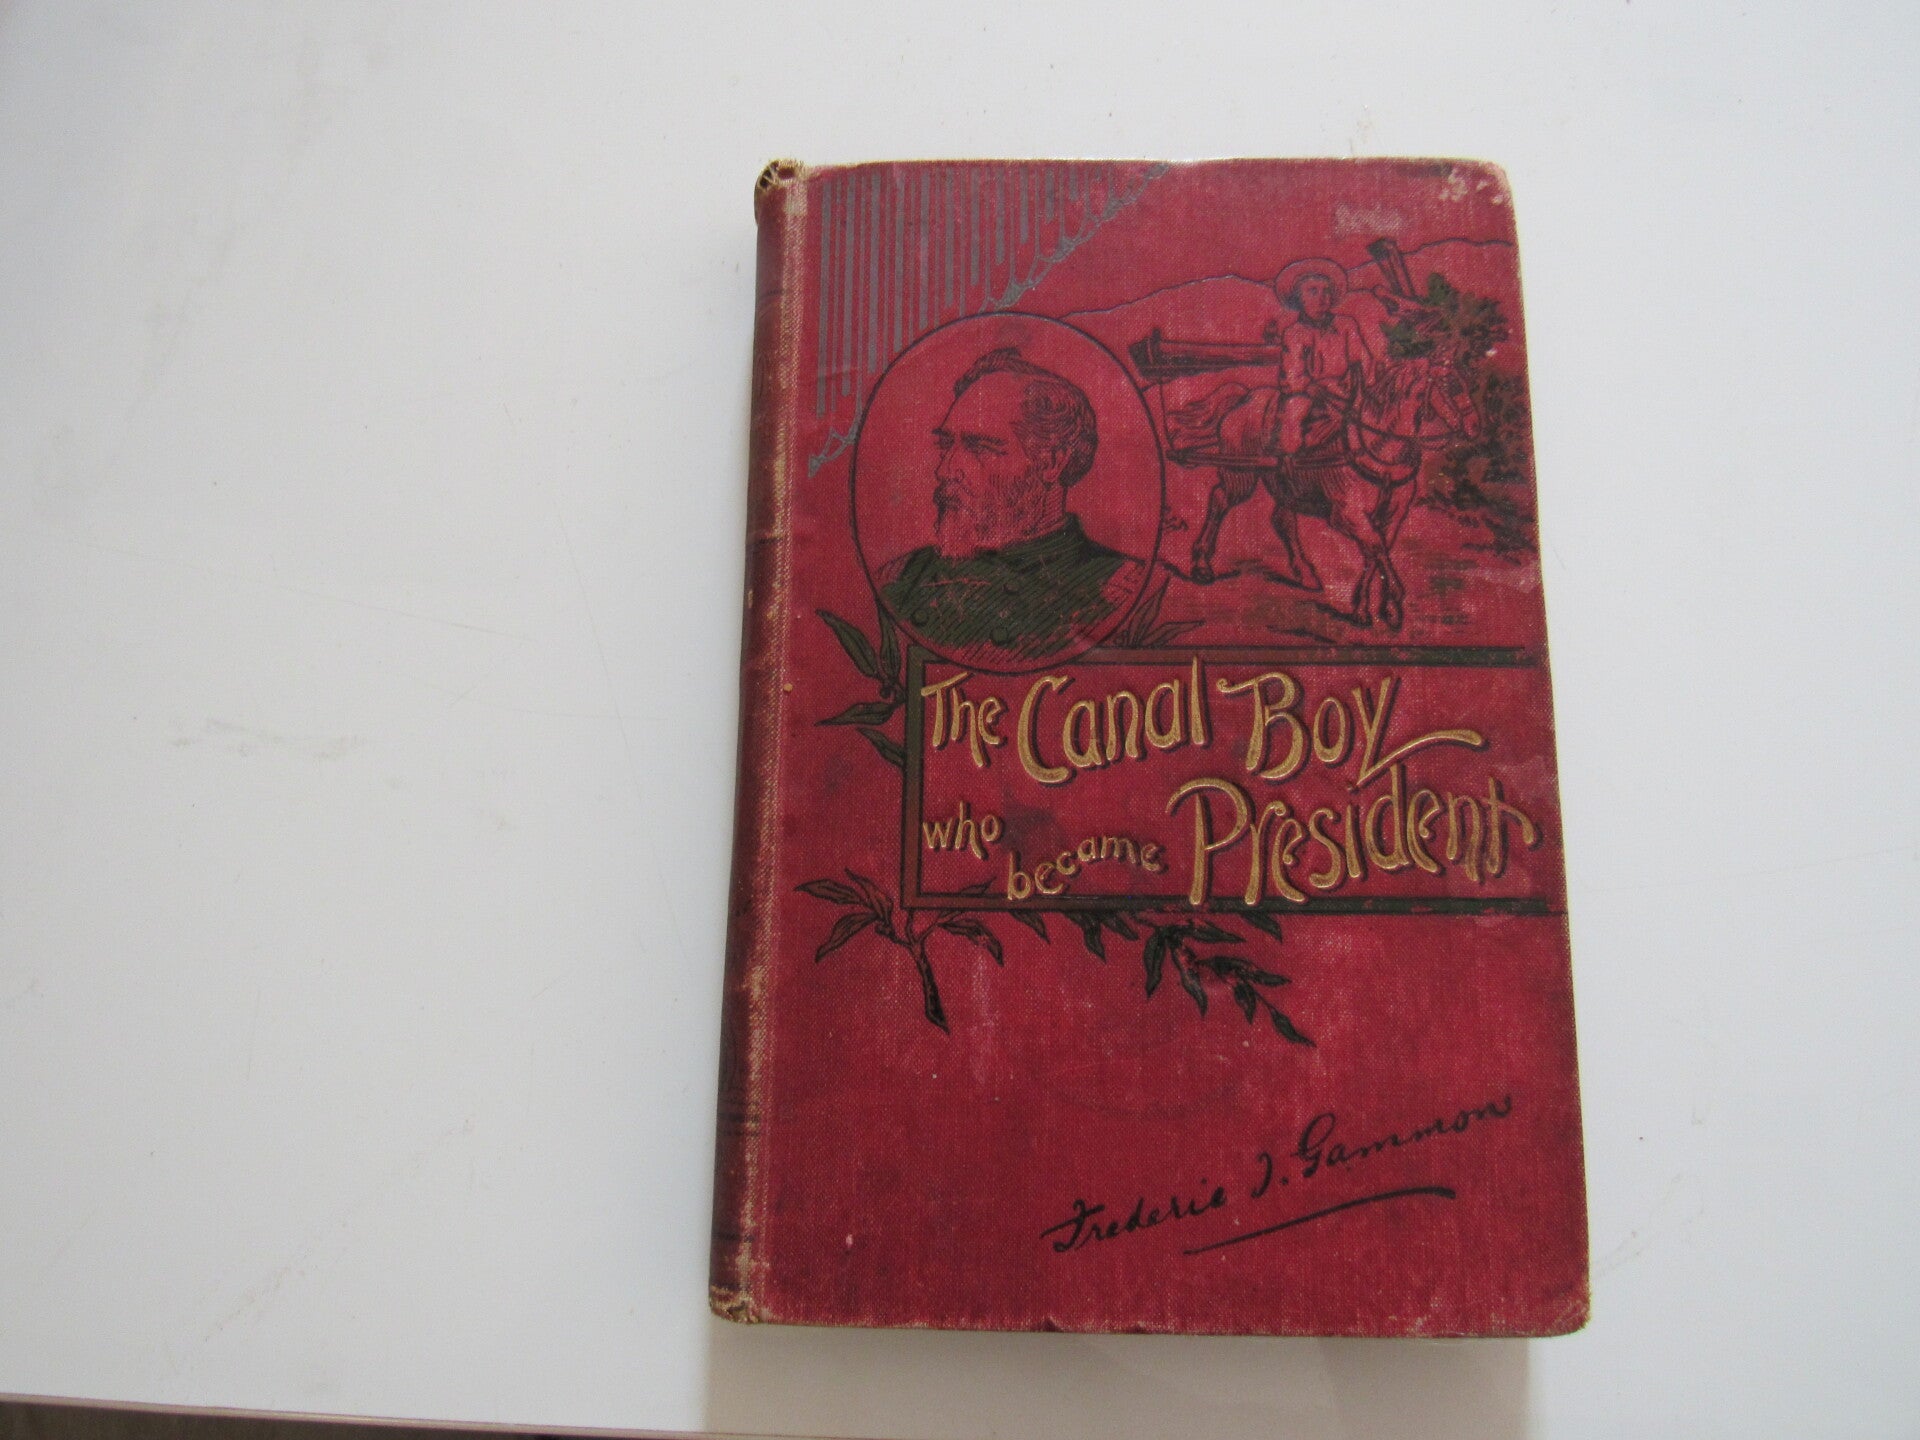 The Canal Boy
who became President
Frederic T. Gammon